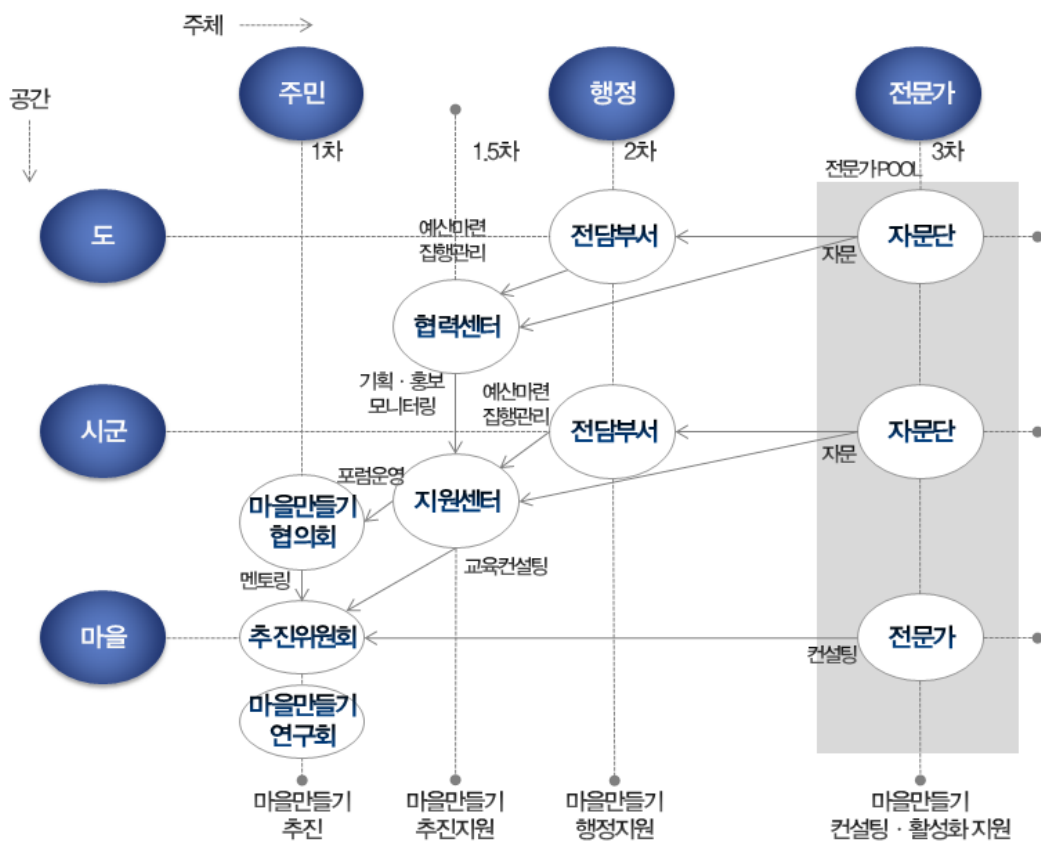 주체
공간
주민
행정
전문가
1차
1.5차
2차
3차
전문가POOL
도
예산마련
집행관리
전담부서
자문단
자문
협력센터
기획 · 홍보
모니터링
시군
예산마련
집행관리
전담부서
자문단
자문
포럼운영
지원센터
마을만들기
협의회
멘토링
교육컨설팅
마을
추진위원회
전문가
컨설팅
마을만들기
연구회
마을만들기
추진
마을만들기
추진지원
마을만들기
행정지원
마을만들기
컨설팅 · 활성화 지원